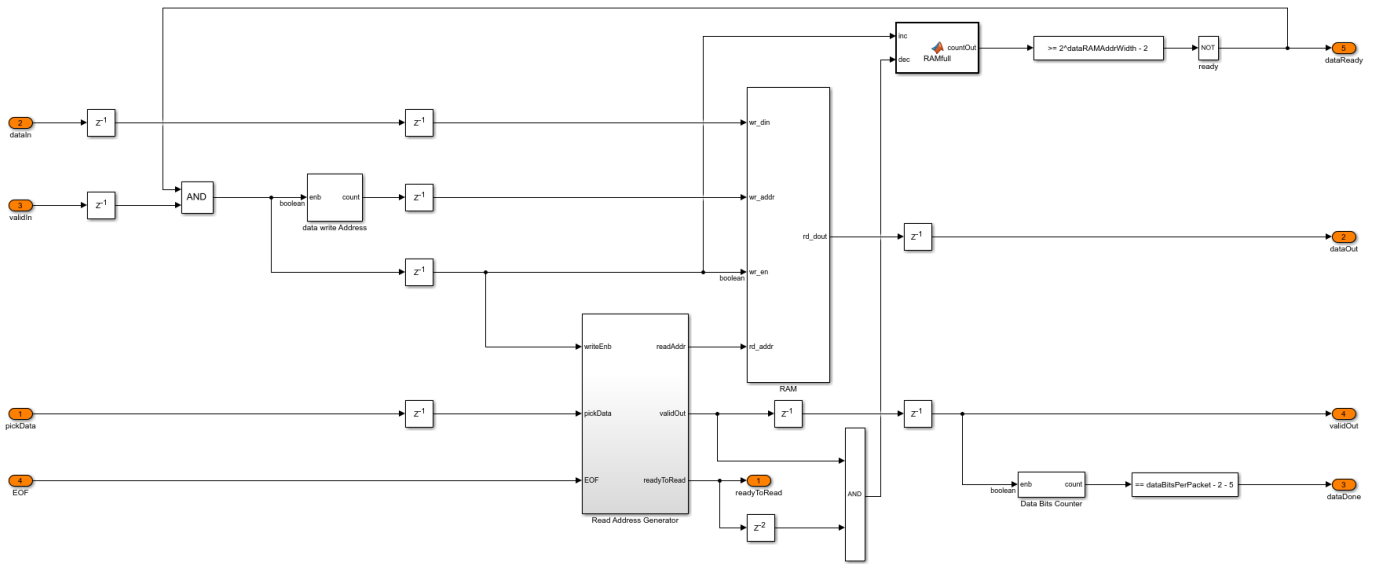 inc
countOut
dec
RAMfull
>= 2^dataRAMAddrWidth - 2
NOT
ready
5
dataReady
2
dataIn
z-1
z-1
wr_din
3
validIn
z-1
AND
enb
count
boolean
data write Address
z-1
wr_addr
rd_dout
z-1
2
dataOut
z-1
wr_en
boolean
writeEnb
readAddr
rd_addr
RAM
1
pickData
z-1
pickData
validOut
z-1
z-1
4
validOut
4
EOF
EOF
readyToRead
Read Address Generator
1
readyToRead
z-2
AND
enb
count
boolean
Data Bits Counter
== dataBitsPerPacket - 2 - 5
3
dataDone